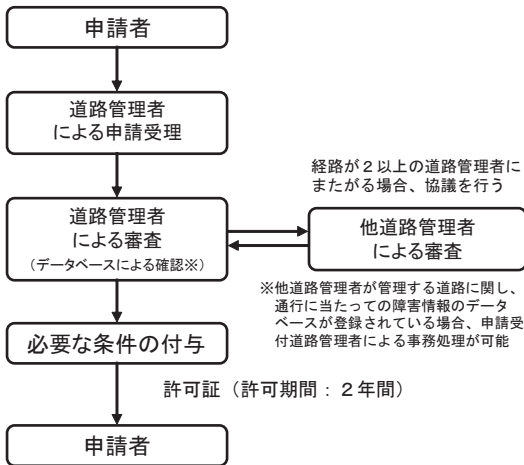 申請者
道路管理者
による申請受理
経路が２以上の道路管理者に
またがる場合、協議を行う
道路管理者
による審査
(データベースによる確認※)
他道路管理者
による審査
※他道路管理者が管理する道路に関し、
通行に当たっての障害情報のデータ
ベースが登録されている場合、申請受
付道路管理者による事務処理が可能
必要な条件の付与
許可証（許可期間：２年間）
申請者